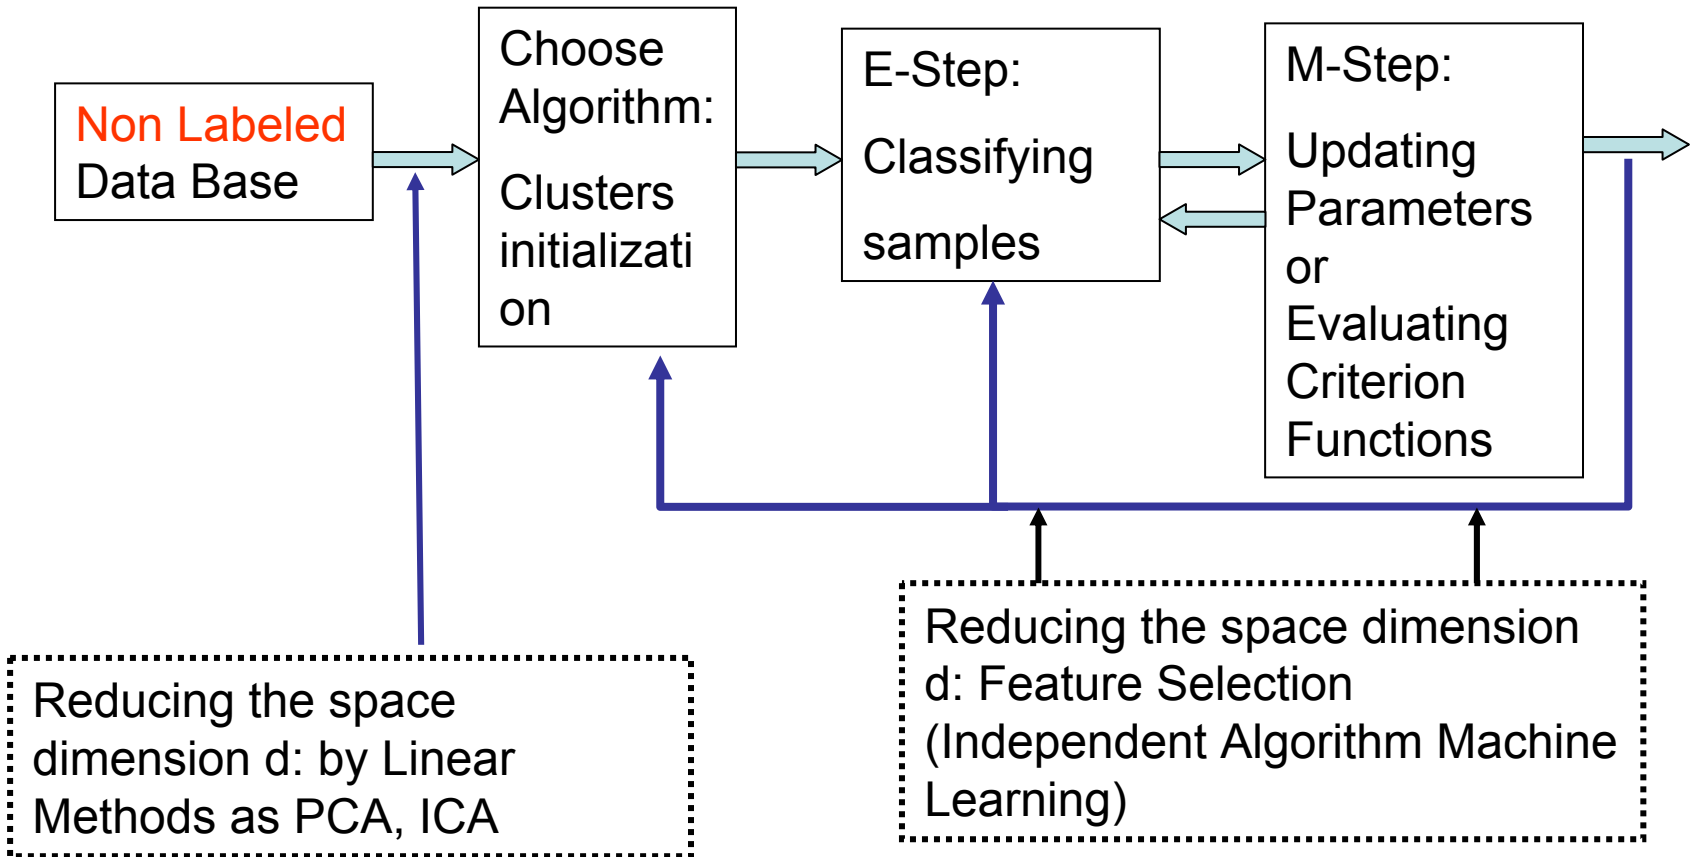 Non Labeled
Data Base
Choose
Algorithm:
Clusters
initializati
on
E-Step:
Classifying
samples
M-Step:
Updating
Parameters
or
Evaluating
Criterion
Functions
Reducing the space
dimension d: by Linear
Methods as PCA, ICA
Reducing the space dimension
d: Feature Selection
(Independent Algorithm Machine
Learning)